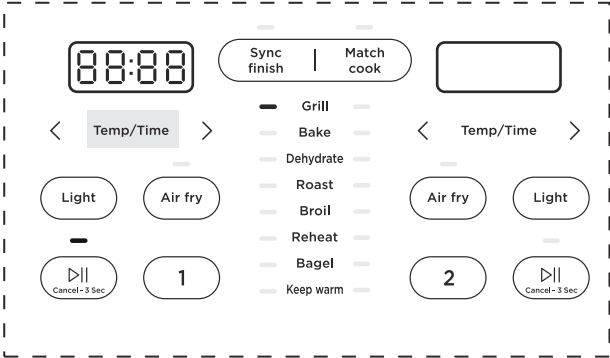 88:88
Sync finish
Match cook
Temp/Time
Temp/Time
Grill
Bake
Dehydrate
Roast
Broil
Reheat
Bagel
Keep warm
Light
Air fry
Air fry
Light
Cancel - 3 Sec
1
2
Cancel - 3 Sec